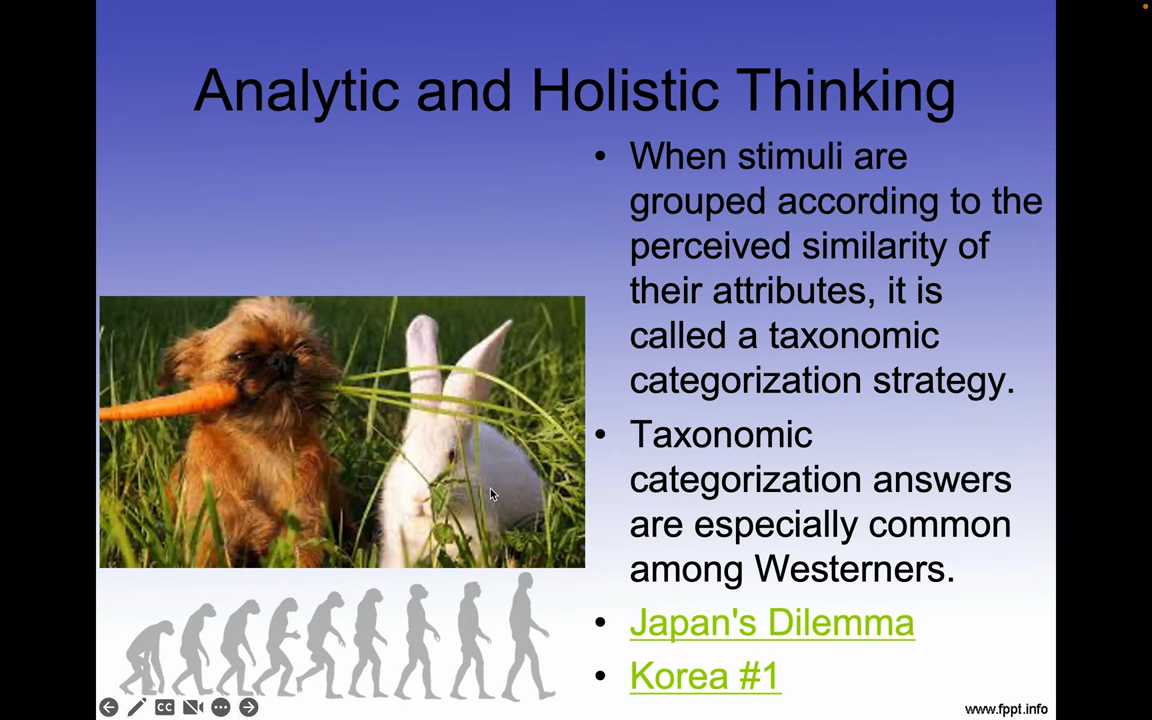 Analytic and Holistic Thinking
• When stimuli are
grouped according to the
perceived similarity of
their attributes, it is
called a taxonomic
categorization strategy.
• Taxonomic
categorization answers
are especially common
among Westerners.
• Japan's Dilemma
• Korea #1
CC
www.fppt.info